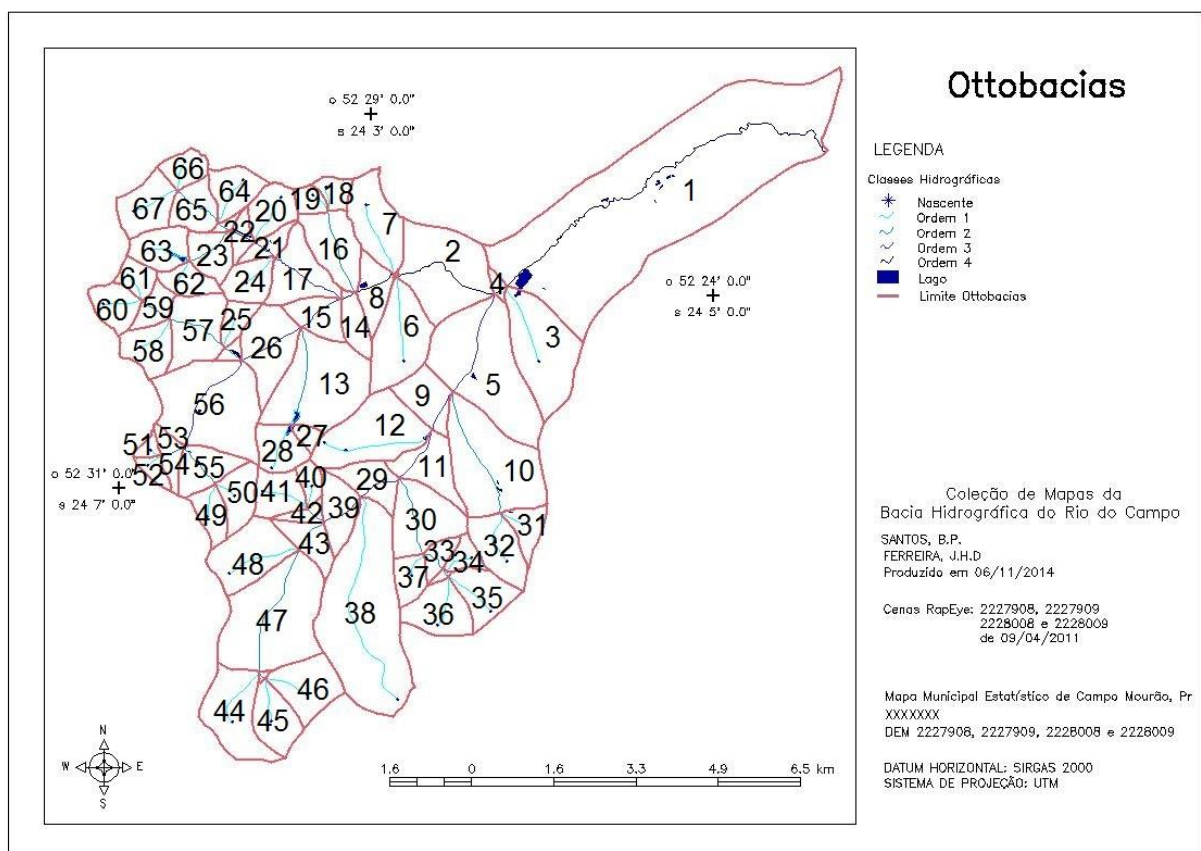 Ottobacias
o 52 29' 0.0"
s 24 3' 0.0"
LEGENDA
Classes Hidrográficas
Nascente
Ordem 1
Ordem 2
Ordem 3
Ordem 4
Lago
Limite Ottobacias
66
64
67
65
20
19
18
1
22
7
63
23
21
16
2
61
62
24
17
o 52 24' 0.0"
s 24 5' 0.0"
60
59
8
4
25
15
14
57
6
3
58
26
13
5
56
9
12
27
53
51
28
52
54
55
40
29
11
10
o 52 31' 0.0"
s 24 7' 0.0"
50
41
49
42
39
30
31
43
33
32
34
48
37
35
38
36
47
46
44
45
Coleção de Mapas da
Bacia Hidrográfica do Rio do Campo
SANTOS, B.P.
FERREIRA, J.H.D
Produzido em 06/11/2014
Cenas RapEye: 2227908, 2227909
2228008 e 2228009
de 09/04/2011
Mapa Municipal Estatístico de Campo Mourão, Pr
XXXXXXX
DEM 2227908, 2227909, 2228008 e 2228009
DATUM HORIZONTAL: SIRGAS 2000
SISTEMA DE PROJEÇÃO: UTM
N
W E
S
1.6 0 1.6 3.3 4.9 6.5 km